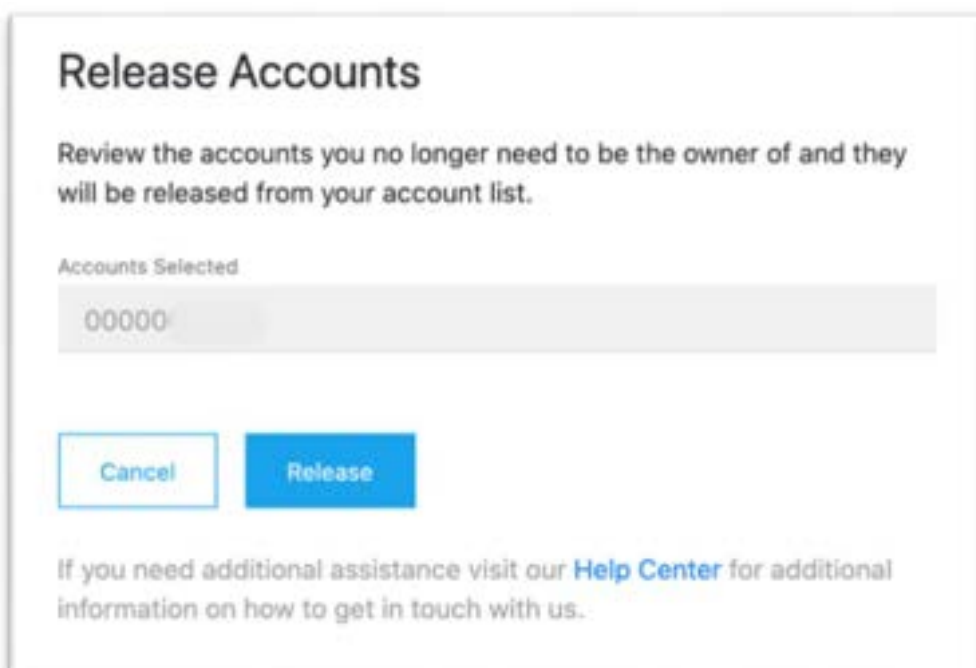 Release Accounts
Review the accounts you no longer need to be the owner of and they
will be released from your account list.
Accounts Selected
00000
Cancel
Release
If you need additional assistance visit our Help Center for additional
information on how to get in touch with us.